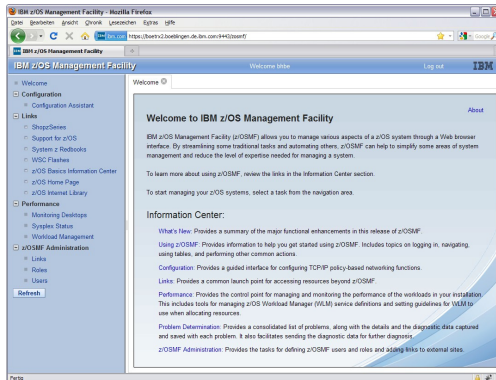 IBM z/OS Management Facility - Mozilla Firefox
Datei Bearbeiten Ansicht Chronik Lesezeichen Extras Hilfe
ibm.com https://boetrx2.boeblingen.de.ibm.com:9443/zosmf/
IBM z/OS Management Facility
IBM z/OS Management Facility Welcome bhbe Log out IBM
Welcome
Configuration
Configuration Assistant
Links
ShopzSeries
Support for z/OS
System z Redbooks
WSC Flashes
z/OS Basics Information Center
z/OS Home Page
z/OS Internet Library
Performance
Monitoring Desktops
Sysplex Status
Workload Management
z/OSMF Administration
Links
Roles
Users
Refresh
Welcome
About
Welcome to IBM z/OS Management Facility
IBM z/OS Management Facility (z/OSMF) allows you to manage various aspects of a z/OS system through a Web browser
interface. By streamlining some traditional tasks and automating others, z/OSMF can help to simplify some areas of system
management and reduce the level of expertise needed for managing a system.
To learn more about using z/OSMF, review the links in the Information Center section.
To start managing your z/OS systems, select a task from the navigation area.
Information Center:
What's New: Provides a summary of the major functional enhancements in this release of z/OSMF.
Using z/OSMF: Provides information to help you get started using z/OSMF. Includes topics on logging in, navigating,
using tables, and performing other common actions.
Configuration: Provides a guided interface for configuring TCP/IP policy-based networking functions.
Links: Provides a common launch point for accessing resources beyond z/OSMF.
Performance: Provides the control point for managing and monitoring the performance of the workloads in your installation.
This includes tools for managing z/OS Workload Manager (WLM) service definitions and setting guidelines for WLM to
use when allocating resources.
Problem Determination: Provides a consolidated list of problems, along with the details and the diagnostic data captured
and saved with each problem. It also facilitates sending the diagnostic data for further diagnosis.
z/OSMF Administration: Provides the tasks for defining z/OSMF users and roles and adding links to external sites.
Fertig